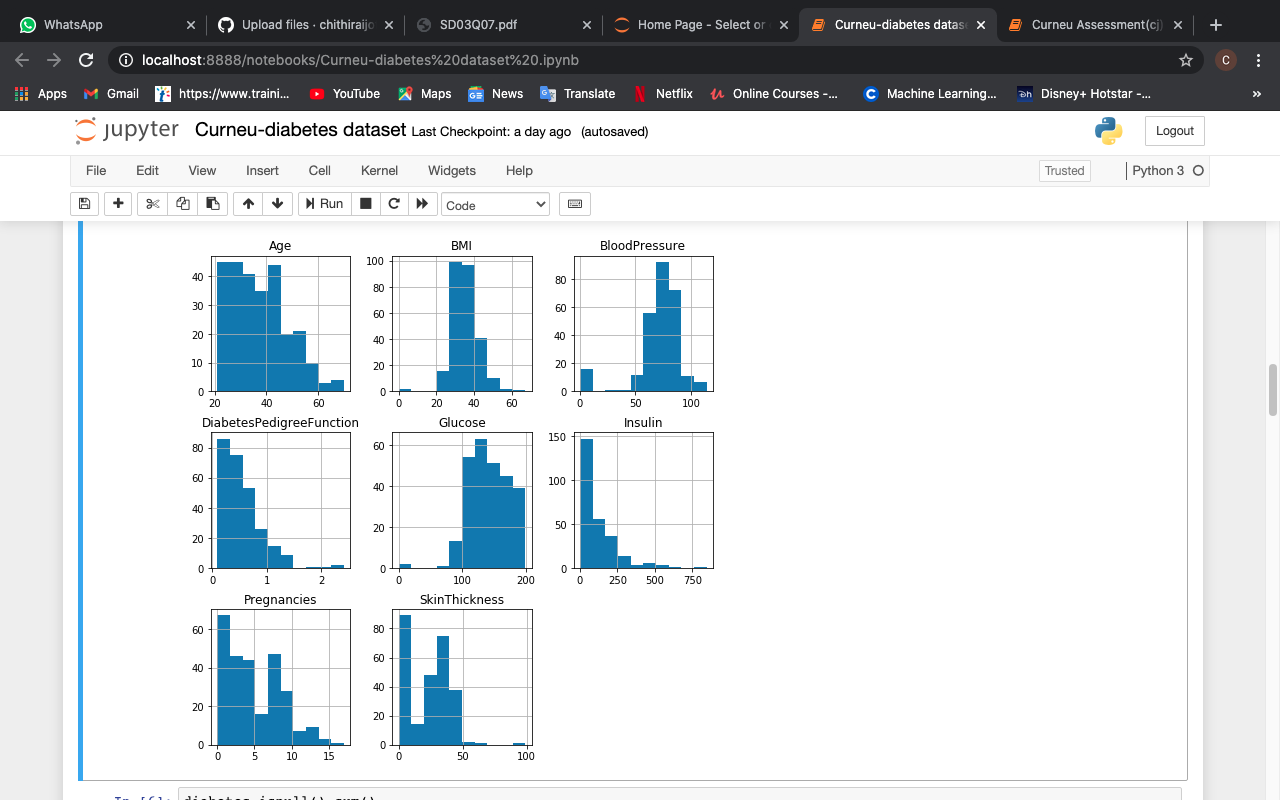 WhatsApp
Upload files · chithiraijo
SD03Q07.pdf
Home Page - Select or
Curneu-diabetes datase
Curneu Assessment(cj)
localhost:8888/notebooks/Curneu-diabetes%20dataset%20.ipynb
C
Apps
Gmail
https://www.traini...
YouTube
Maps
News
Translate
Netflix
Online Courses -...
Machine Learning...
Disney+ Hotstar -...
»
jupyter Curneu-diabetes dataset Last Checkpoint: a day ago (autosaved)
Logout
File Edit View Insert Cell Kernel Widgets Help
Trusted
Python 3
Run
Code
Age
40
30
20
10
0
20 40 60
BMI
100
80
60
40
20
0
0 20 40 60
BloodPressure
80
60
40
20
0
0 50 100
DiabetesPedigreeFunction
80
60
40
20
0
0 1 2
Glucose
60
40
20
0
0 100 200
Insulin
150
100
50
0
0 250 500 750
Pregnancies
60
40
20
0
0 5 10 15
SkinThickness
80
60
40
20
0
0 50 100
In [6]: diabetes.isnull().sum()